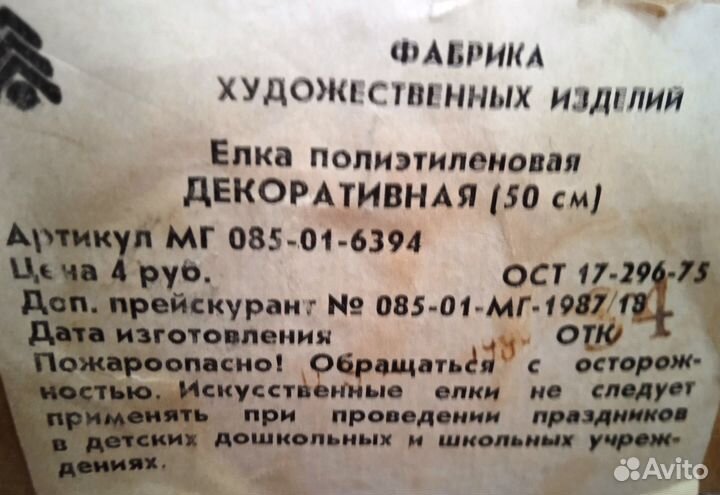 ФАБРИКА
ХУДОЖЕСТВЕННЫХ ИЗДЕЛИЙ
Елка полиэтиленовая
ДЕКОРАТИВНАЯ (50 см)
Артикул МГ 085-01-6394
Цена 4 руб. ОСТ 17-296-75
Доп. прейскурант № 085-01-МГ-1987/18
Дата изготовления ОТК 4
Пожароопасно! Обращаться с осторож-
ностью. Искусственные елки не следует
применять при проведении праздников
в детских дошкольных и школьных учреж-
дениях.
Avito